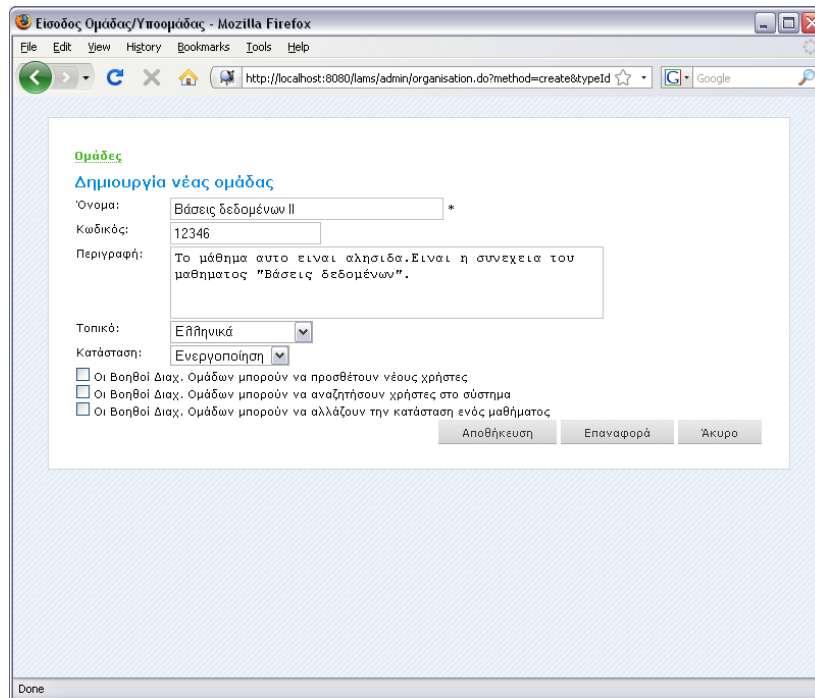 Είσοδος Ομάδας/Υποομάδας - Mozilla Firefox
File Edit View History Bookmarks Tools Help
http://localhost:8080/lams/admin/organisation.do?method=create&typeId
G Google
Ομάδες
Δημιουργία νέας ομάδας
Όνομα: Βάσεις δεδομένων II *
Κωδικός: 12346
Περιγραφή: Το μάθημα αυτο ειναι αλησιδα.Ειναι η συνεχεια του
μαθηματος "Βάσεις δεδομένων".
Τοπικό: Ελληνικά
Κατάσταση: Ενεργοποίηση
Οι Βοηθοί Διαχ. Ομάδων μπορούν να προσθέτουν νέους χρήστες
Οι Βοηθοί Διαχ. Ομάδων μπορούν να αναζητήσουν χρήστες στο σύστημα
Οι Βοηθοί Διαχ. Ομάδων μπορούν να αλλάζουν την κατάσταση ενός μαθήματος
Αποθήκευση Επαναφορά Άκυρο
Done